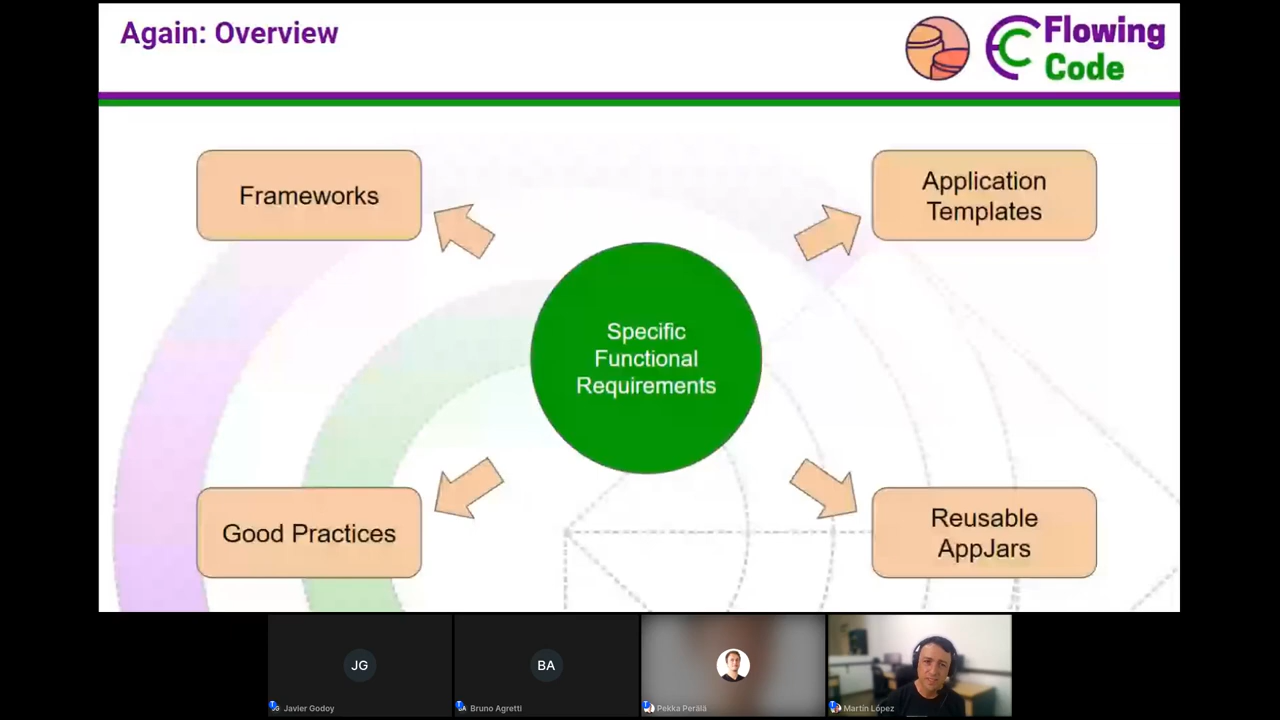 Again: Overview
Flowing
Code
Frameworks
Application
Templates
Specific
Functional
Requirements
Good Practices
Reusable
AppJars
JG
BA
Javier Godoy
Bruno Agretti
Pekka Perälä
Martín López